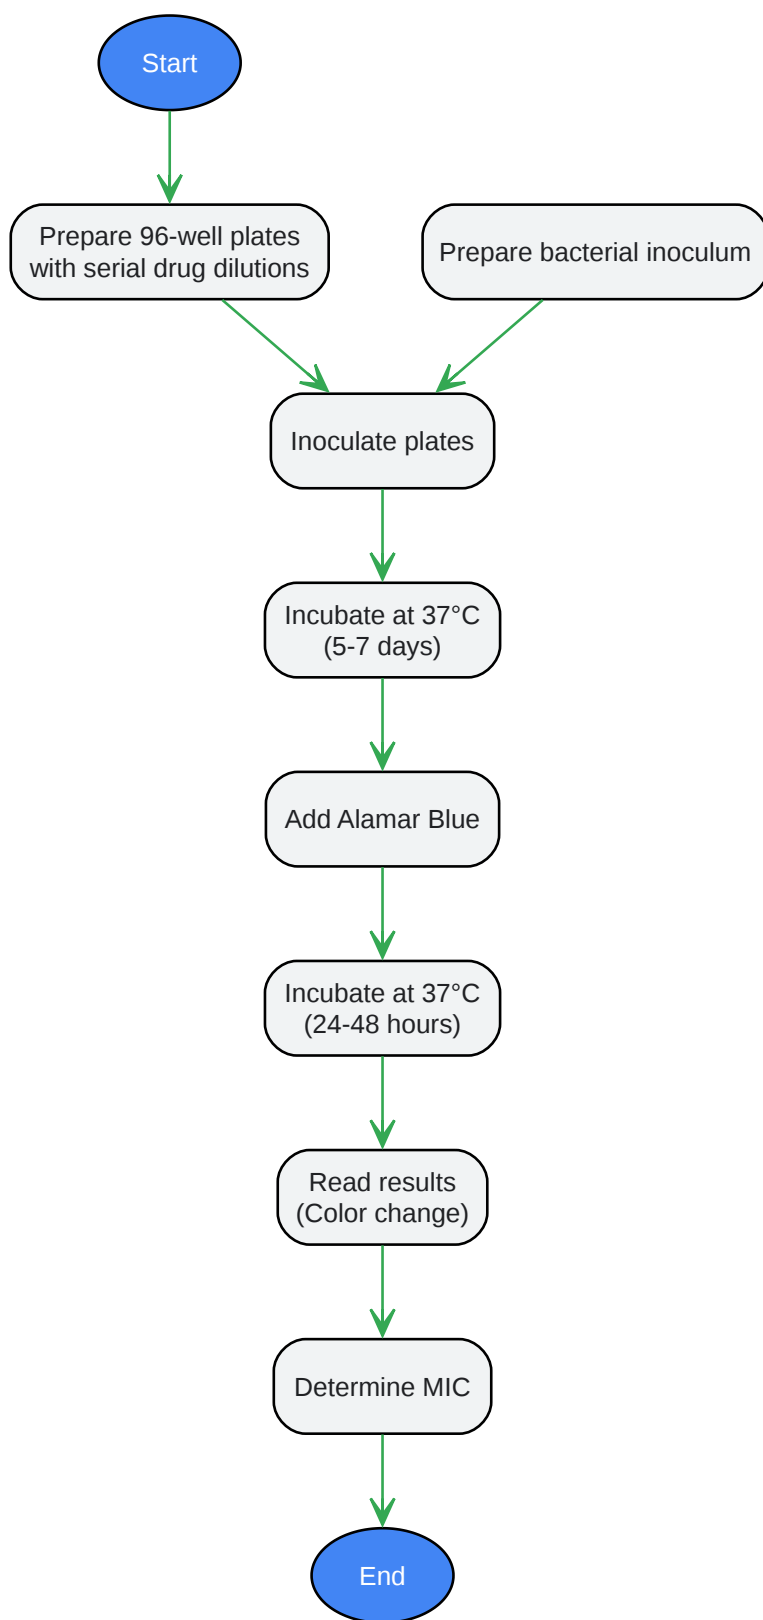 Start
Prepare 96-well plates
with serial drug dilutions
Prepare bacterial inoculum
Inoculate plates
Incubate at 37°C
(5-7 days)
Add Alamar Blue
Incubate at 37°C
(24-48 hours)
Read results
(Color change)
Determine MIC
End